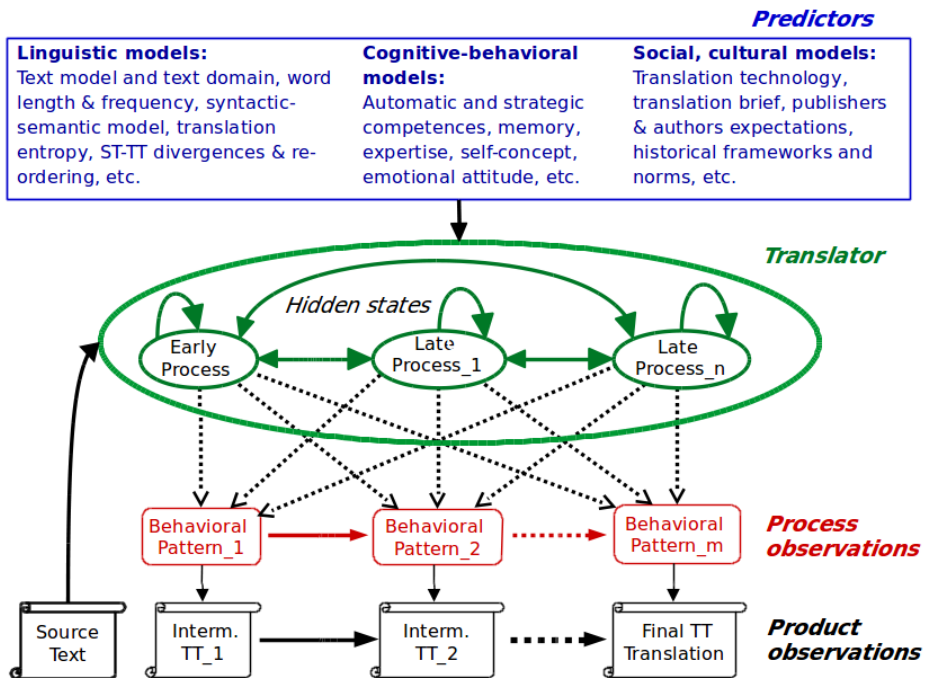 Predictors
Linguistic models:
Text model and text domain, word
length & frequency, syntactic-
semantic model, translation
entropy, ST-TT divergences & re-
ordering, etc.
Cognitive-behavioral
models:
Automatic and strategic
competences, memory,
expertise, self-concept,
emotional attitude, etc.
Social, cultural models:
Translation technology,
translation brief, publishers
& authors expectations,
historical frameworks and
norms, etc.
Translator
Hidden states
Early
Process
Late
Process_1
Late
Process_n
Behavioral
Pattern_1
Behavioral
Pattern_2
Behavioral
Pattern_m
Process
observations
Source
Text
Interm.
TT_1
Interm.
TT_2
Final TT
Translation
Product
observations